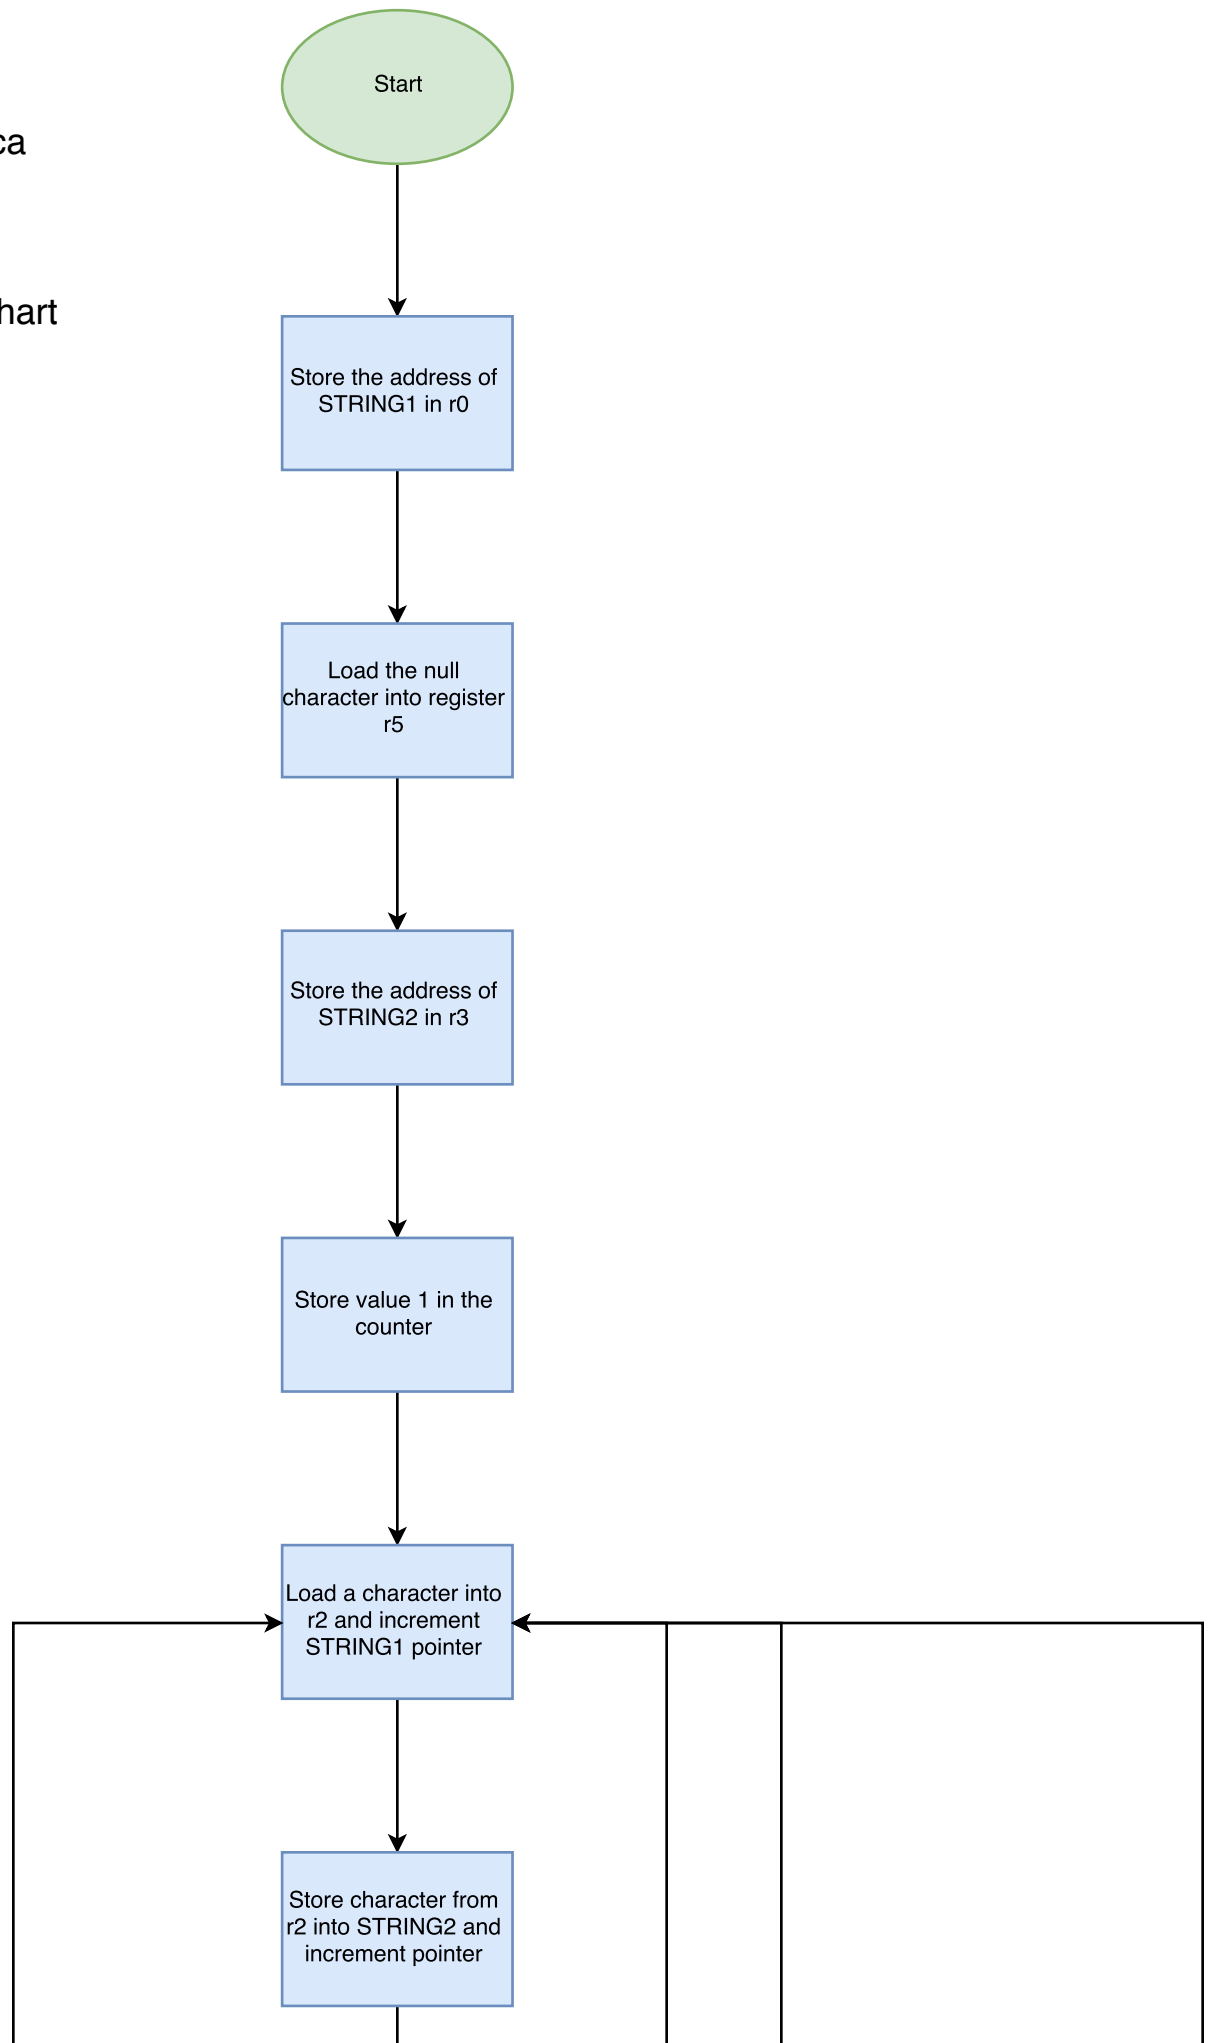 Start
ca
hart
Store the address of
STRING1 in r0
Load the null
character into register
r5
Store the address of
STRING2 in r3
Store value 1 in the
counter
Load a character into
r2 and increment
STRING1 pointer
Store character from
r2 into STRING2 and
increment pointer